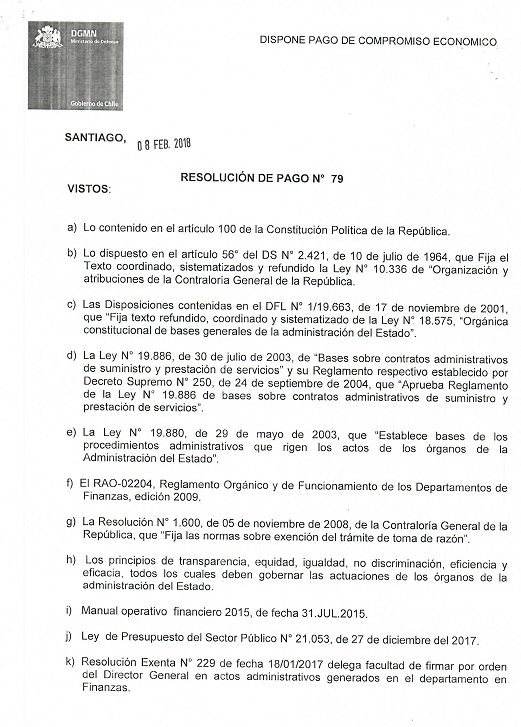 DGMN
Ministerio de Defensa
Gobierno de Chile
DISPONE PAGO DE COMPROMISO ECONOMICO
SANTIAGO, 08 FEB. 2018
RESOLUCIÓN DE PAGO N° 79
VISTOS:
a) Lo contenido en el artículo 100 de la Constitución Política de la República.
b) Lo dispuesto en el artículo 56° del DS N° 2.421, de 10 de julio de 1964, que Fija el
Texto coordinado, sistematizados y refundido la Ley N° 10.336 de “Organización y
atribuciones de la Contraloría General de la República.
c) Las Disposiciones contenidas en el DFL N° 1/19.663, de 17 de noviembre de 2001,
que "Fija texto refundido, coordinado y sistematizado de la Ley N° 18.575, “Orgánica
constitucional de bases generales de la administración del Estado”.
d) La Ley N° 19.886, de 30 de julio de 2003, de “Bases sobre contratos administrativos
de suministro y prestación de servicios” y su Reglamento respectivo establecido por
Decreto Supremo N° 250, de 24 de septiembre de 2004, que “Aprueba Reglamento
de la Ley N° 19.886 de bases sobre contratos administrativos de suministro y
prestación de servicios”.
e) La Ley N° 19.880, de 29 de mayo de 2003, que “Establece bases de los
procedimientos administrativos que rigen los actos de los órganos de la
Administración del Estado”.
f) El RAO-02204, Reglamento Orgánico y de Funcionamiento de los Departamentos de
Finanzas, edición 2009.
g) La Resolución N° 1.600, de 05 de noviembre de 2008, de la Contraloría General de la
República, que “Fija las normas sobre exención del trámite de toma de razón”.
h) Los principios de transparencia, equidad, igualdad, no discriminación, eficiencia y
eficacia, todos los cuales deben gobernar las actuaciones de los órganos de la
administración del Estado.
i) Manual operativo financiero 2015, de fecha 31.JUL.2015.
j) Ley de Presupuesto del Sector Público N° 21.053, de 27 de diciembre del 2017.
k) Resolución Exenta N° 229 de fecha 18/01/2017 delega facultad de firmar por orden
del Director General en actos administrativos generados en el departamento en
Finanzas.